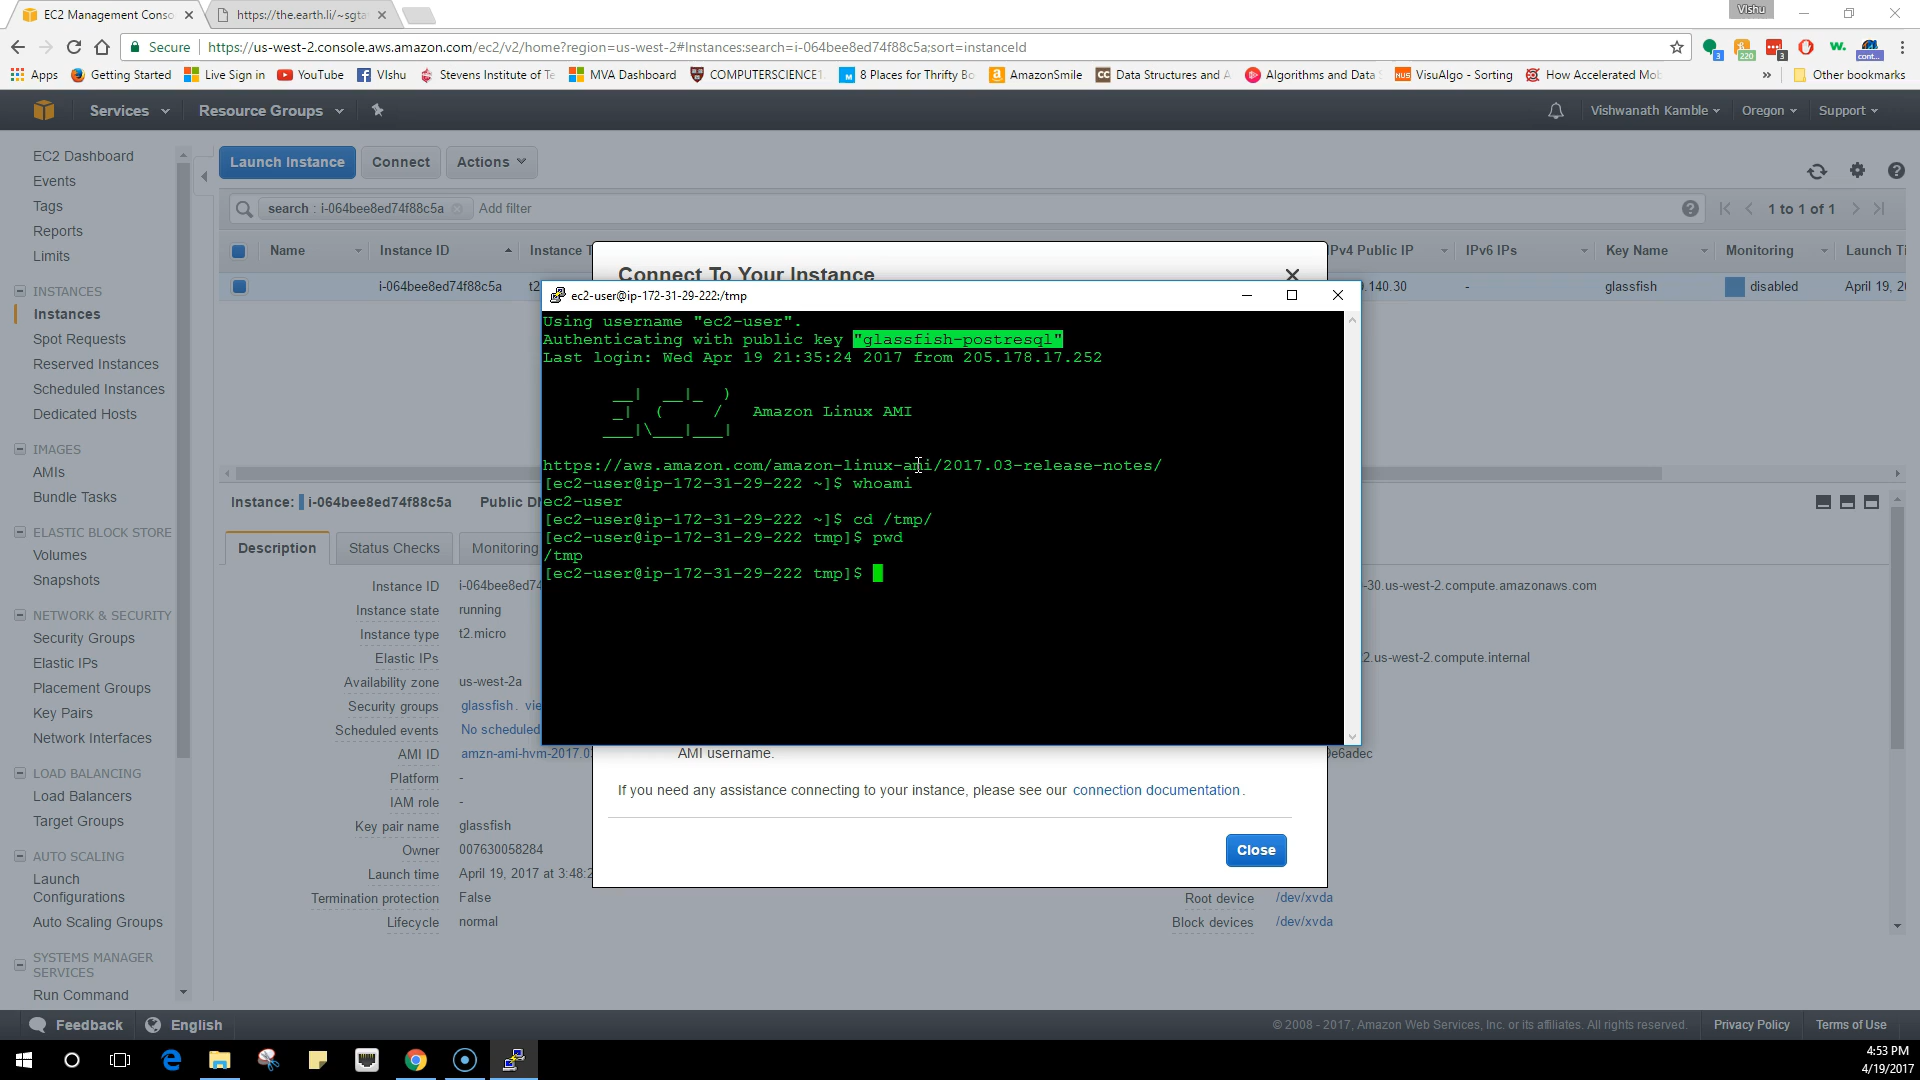 EC2 Management Conso
https://the.earth.li/~sgta
Vishu
Secure
https://us-west-2.console.aws.amazon.com/ec2/v2/home?region=us-west-2#Instances:search=i-064bee8ed74f88c5a;sort=instanceId
3
220
3
w.
cont...
Apps
Getting Started
Live Sign in
YouTube
VIshu
Stevens Institute of Te
MVA Dashboard
COMPUTERSCIENCE1
8 Places for Thrifty Bo
AmazonSmile
Data Structures and A
Algorithms and Data
VisuAlgo - Sorting
How Accelerated Mob
»
Other bookmarks
Services
Resource Groups
Vishwanath Kamble
Oregon
Support
EC2 Dashboard
Events
Tags
Reports
Limits
INSTANCES
Instances
Spot Requests
Reserved Instances
Scheduled Instances
Dedicated Hosts
IMAGES
AMIs
Bundle Tasks
ELASTIC BLOCK STORE
Volumes
Snapshots
NETWORK & SECURITY
Security Groups
Elastic IPs
Placement Groups
Key Pairs
Network Interfaces
LOAD BALANCING
Load Balancers
Target Groups
AUTO SCALING
Launch
Configurations
Auto Scaling Groups
SYSTEMS MANAGER
SERVICES
Run Command
Launch Instance
Connect
Actions
search : i-064bee8ed74f88c5a
Add filter
1 to 1 of 1
Name
Instance ID
Instance T
IPv4 Public IP
IPv6 IPs
Key Name
Monitoring
Launch Ti
i-064bee8ed74f88c5a
t2
.140.30
-
glassfish
disabled
April 19, 20
Connect To Your Instance
ec2-user@ip-172-31-29-222:/tmp
Using username "ec2-user".
Authenticating with public key "glassfish-postresql"
Last login: Wed Apr 19 21:35:24 2017 from 205.178.17.252
__| __|_ )
_| ( / Amazon Linux AMI
___|\___|___|
https://aws.amazon.com/amazon-linux-ami/2017.03-release-notes/
[ec2-user@ip-172-31-29-222 ~]$ whoami
ec2-user
[ec2-user@ip-172-31-29-222 ~]$ cd /tmp/
[ec2-user@ip-172-31-29-222 tmp]$ pwd
/tmp
[ec2-user@ip-172-31-29-222 tmp]$
AMI username.
If you need any assistance connecting to your instance, please see our connection documentation.
Close
Instance: i-064bee8ed74f88c5a
Public DN
Description
Status Checks
Monitoring
Instance ID i-064bee8ed74
Instance state running
Instance type t2.micro
Elastic IPs
Availability zone us-west-2a
Security groups glassfish. vie
Scheduled events No scheduled
AMI ID amzn-ami-hvm-2017.0
Platform -
IAM role -
Key pair name glassfish
Owner 007630058284
Launch time April 19, 2017 at 3:48:2
Termination protection False
Lifecycle normal
-30.us-west-2.compute.amazonaws.com
2.us-west-2.compute.internal
e6adec
Root device /dev/xvda
Block devices /dev/xvda
Feedback
English
© 2008 - 2017, Amazon Web Services, Inc. or its affiliates. All rights reserved.
Privacy Policy
Terms of Use
4:53 PM
4/19/2017